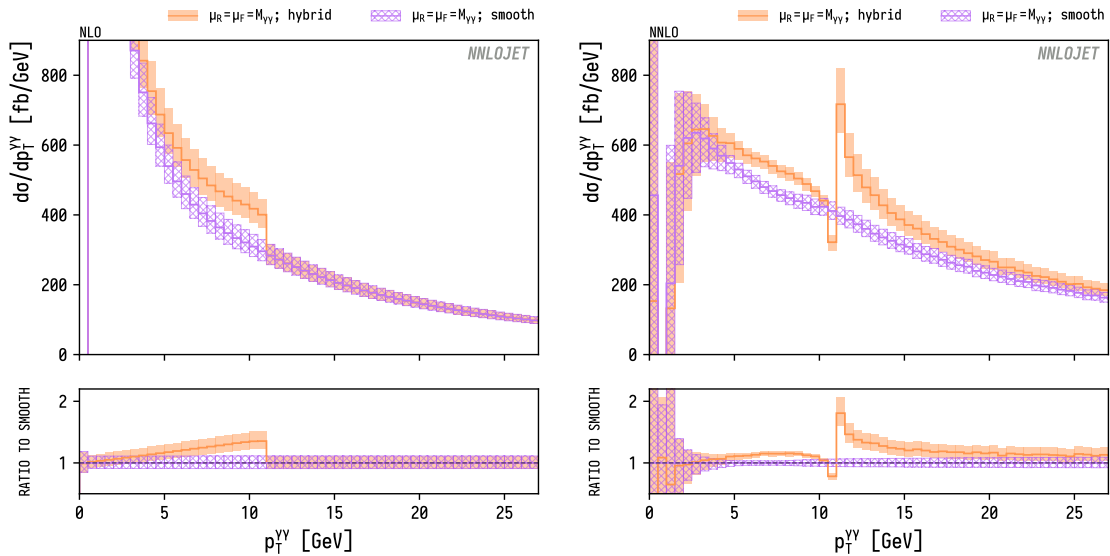 μR=μF=Mγγ; hybrid
μR=μF=Mγγ; smooth
NLO
NNLOJET
dσ/dpTγγ [fb/GeV]
800
600
400
200
0
RATIO TO SMOOTH
2
1
0 5 10 15 20 25
pTγγ [GeV]
μR=μF=Mγγ; hybrid
μR=μF=Mγγ; smooth
NNLO
NNLOJET
dσ/dpTγγ [fb/GeV]
800
600
400
200
0
RATIO TO SMOOTH
2
1
0 5 10 15 20 25
pTγγ [GeV]